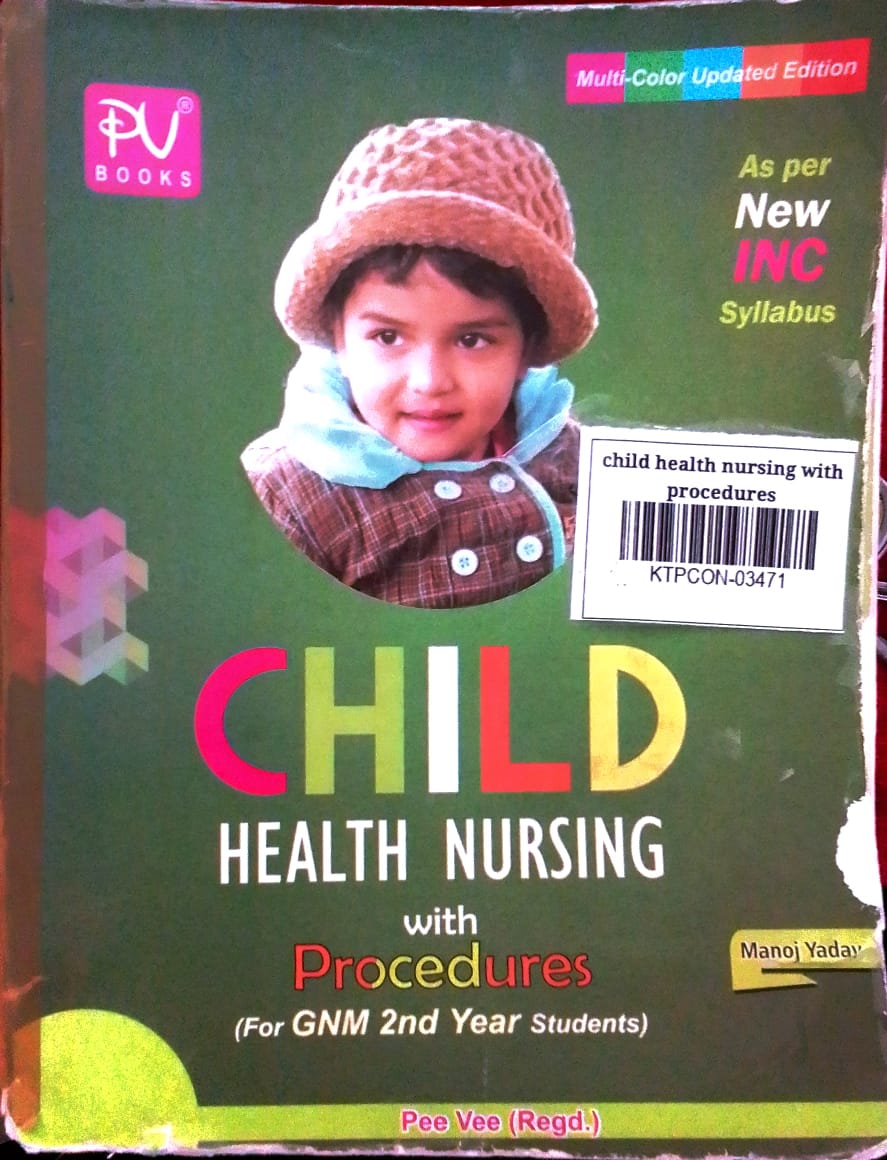 PV®
BOOKS
Multi-Color Updated Edition
As per
New
INC
Syllabus
child health nursing with
procedures
KTPCON-03471
CHILD
HEALTH NURSING
with
Procedures
Manoj Yadav
(For GNM 2nd Year Students)
Pee Vee (Regd.)